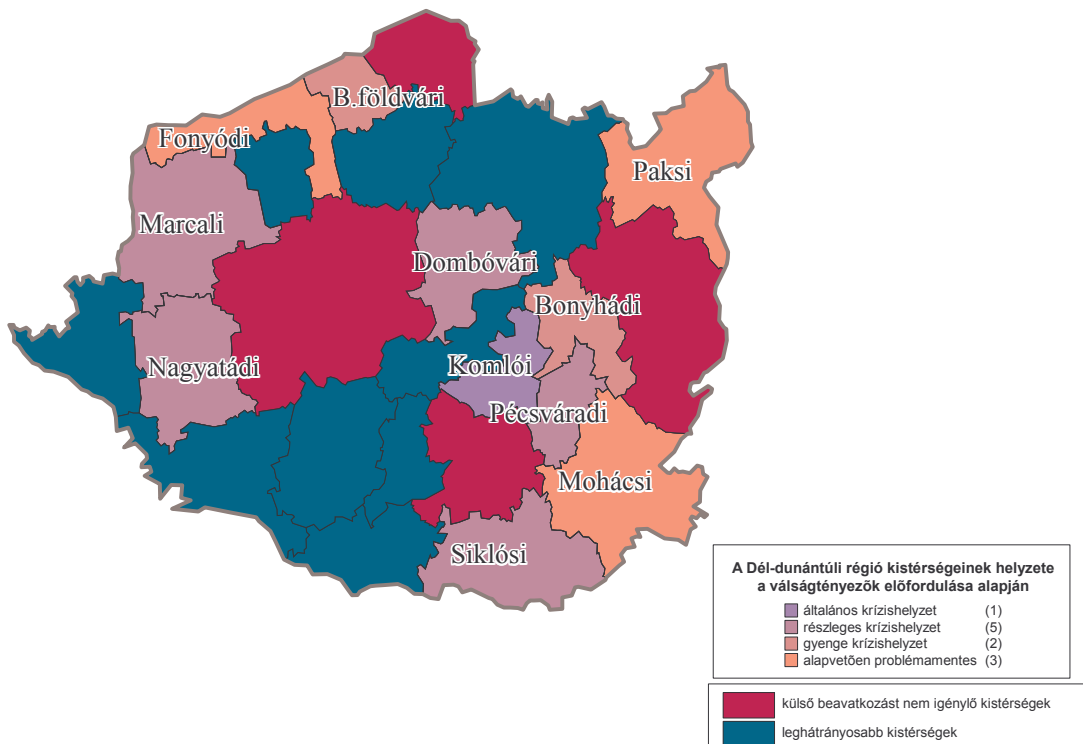 B.földvári
Fonyódi
Paksi
Marcali
Dombóvári
Bonyhádi
Nagyatádi
Komlói
Pécsváradi
Mohácsi
Siklósi
A Dél-dunántúli régió kistérségeinek helyzete
a válságtényezők előfordulása alapján
általános krízishelyzet (1)
részleges krízishelyzet (5)
gyenge krízishelyzet (2)
alapvetően problémamentes (3)
külső beavatkozást nem igénylő kistérségek
leghátrányosabb kistérségek